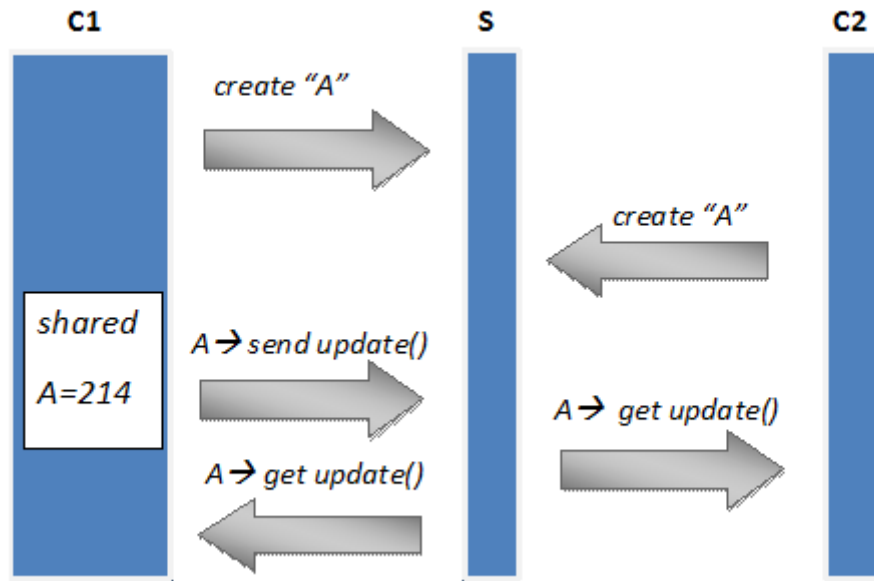 C1
S
C2
create “A”
create “A”
shared
A=214
A→ send update()
A→ get update()
A→ get update()